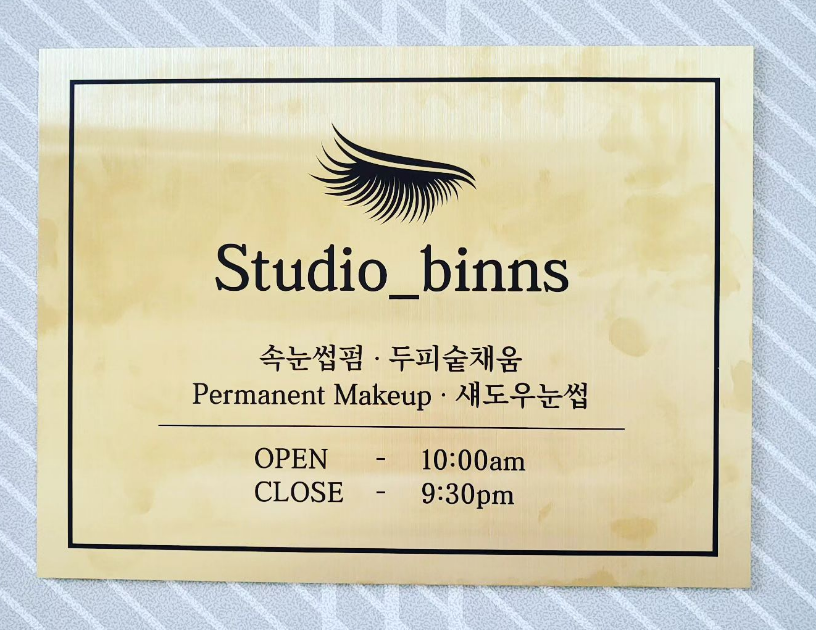 Studio_binns
속눈썹펌 · 두피숱채움
Permanent Makeup · 섀도우눈썹
OPEN - 10:00am
CLOSE - 9:30pm